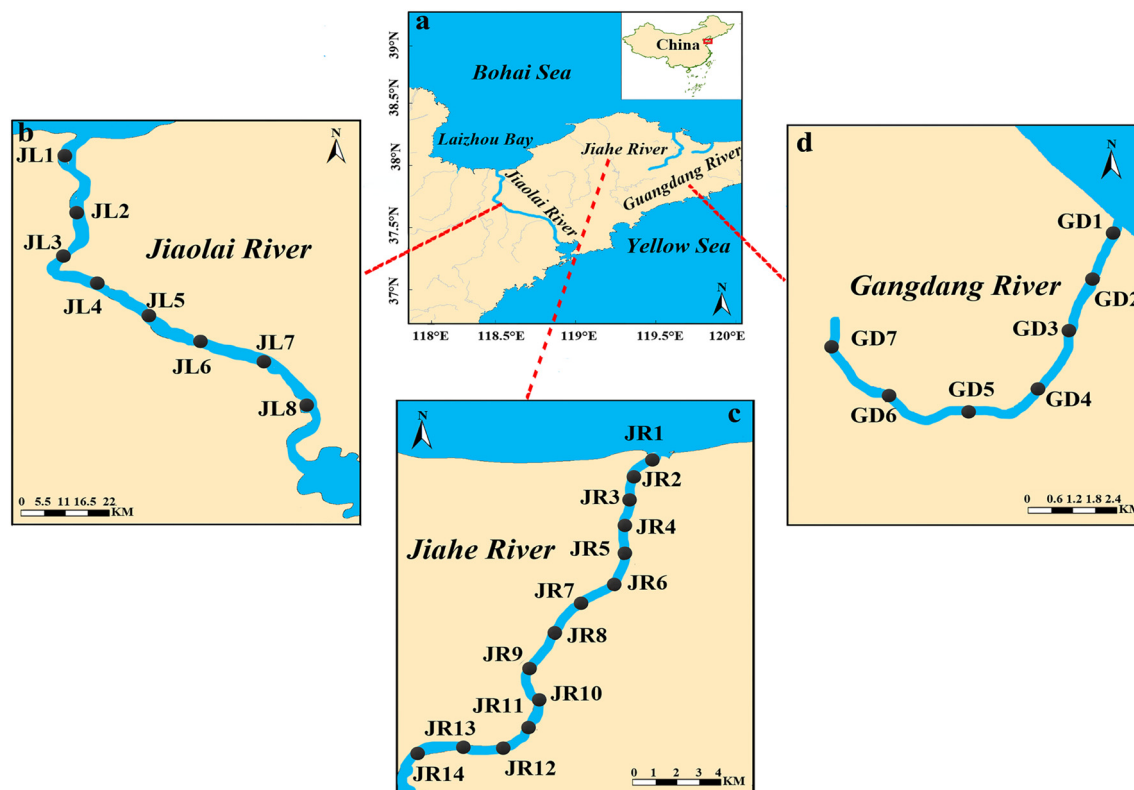 a
China
Bohai Sea
Laizhou Bay
Jiahe River
Guangdang River
Jiaolai River
Yellow Sea
N
39°N
38.5°N
38°N
37.5°N
37°N
118°E
118.5°E
119°E
119.5°E
120°E
b
N
JL1
JL2
JL3
Jiaolai River
JL4
JL5
JL6
JL7
JL8
0 5.5 11 16.5 22
KM
c
N
JR1
JR2
JR3
JR4
JR5
Jiahe River
JR6
JR7
JR8
JR9
JR10
JR11
JR13
JR12
JR14
0 1 2 3 4
KM
d
N
GD1
GD2
Gangdang River
GD3
GD7
GD4
GD5
GD6
0 0.6 1.2 1.8 2.4
KM